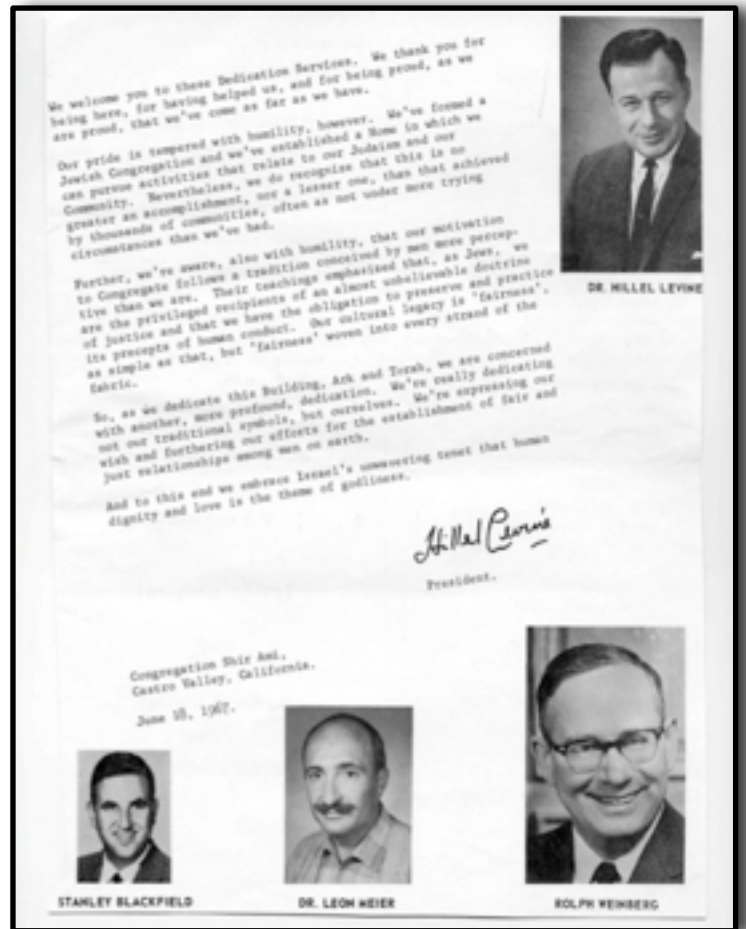 We welcome you to these Dedication Services. We thank you for
being here, for having helped us, and for being proud, as we
are proud, that we've come as far as we have.
Our pride is tempered with humility, however. We've formed a
Jewish Congregation and we've established a Home in which we
can pursue activities that relate to our Judaism and our
Community. Nevertheless, we do recognize that this is no
greater an accomplishment, nor a lesser one, than that achieved
by thousands of communities, often as not under more trying
circumstances than we've had.
Further, we're aware, also with humility, that our motivation
to Congregate follows a tradition conceived by men more percep-
tive than we are. Their teachings emphasized that, as Jews, we
are the privileged recipients of an almost unbelievable doctrine
of justice and that we have the obligation to preserve and practice
its precepts of human conduct. Our cultural legacy is "fairness",
as simple as that, but "fairness" woven into every strand of the
fabric.
So, as we dedicate this Building, Ark and Torah, we are concerned
with another, more profound, dedication. We're really dedicating
not our traditional symbols, but ourselves. We're expressing our
wish and furthering our efforts for the establishment of fair and
just relationships among men on earth.
And to this end we embrace Israel's unwavering tenet that human
dignity and love is the theme of godliness.
Hillel Levine
President.
Congregation Shir Ami,
Castro Valley, California.
June 18, 1967.
DR. HILLEL LEVINE
STANLEY BLACKFIELD
DR. LEON MEIER
ROLPH WEINBERG